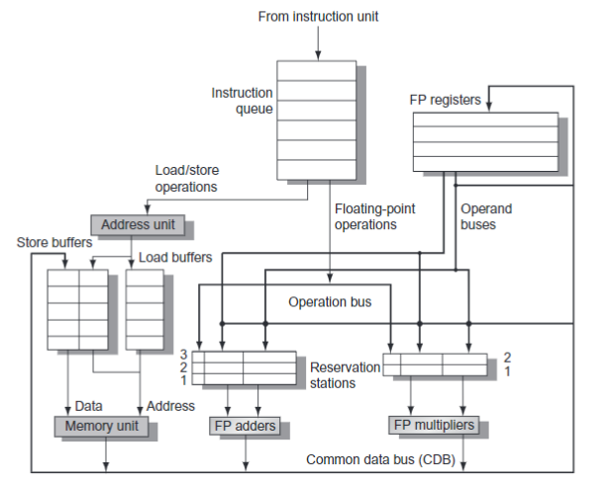 From instruction unit
Instruction
queue
FP registers
Load/store
operations
Floating-point
operations
Operand
buses
Address unit
Store buffers
Load buffers
Operation bus
3
2
1
Reservation
stations
2
1
Data
Address
Memory unit
FP adders
FP multipliers
Common data bus (CDB)